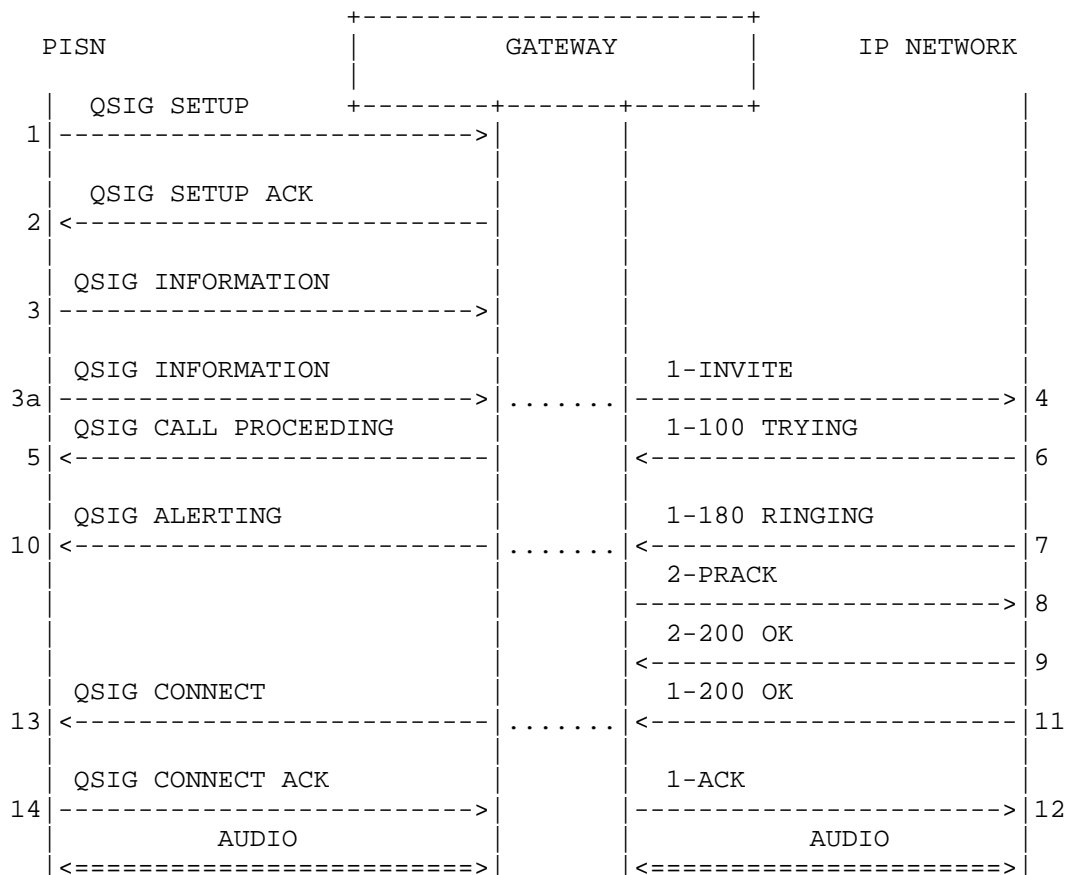 PISN GATEWAY IP NETWORK
QSIG SETUP
1
QSIG SETUP ACK
2
QSIG INFORMATION
3
QSIG INFORMATION 1-INVITE
3a ....... 4
QSIG CALL PROCEEDING 1-100 TRYING
5 6
QSIG ALERTING 1-180 RINGING
10 ....... 7
2-PRACK
8
2-200 OK
9
QSIG CONNECT 1-200 OK
13 ....... 11
QSIG CONNECT ACK 1-ACK
14 12
AUDIO AUDIO